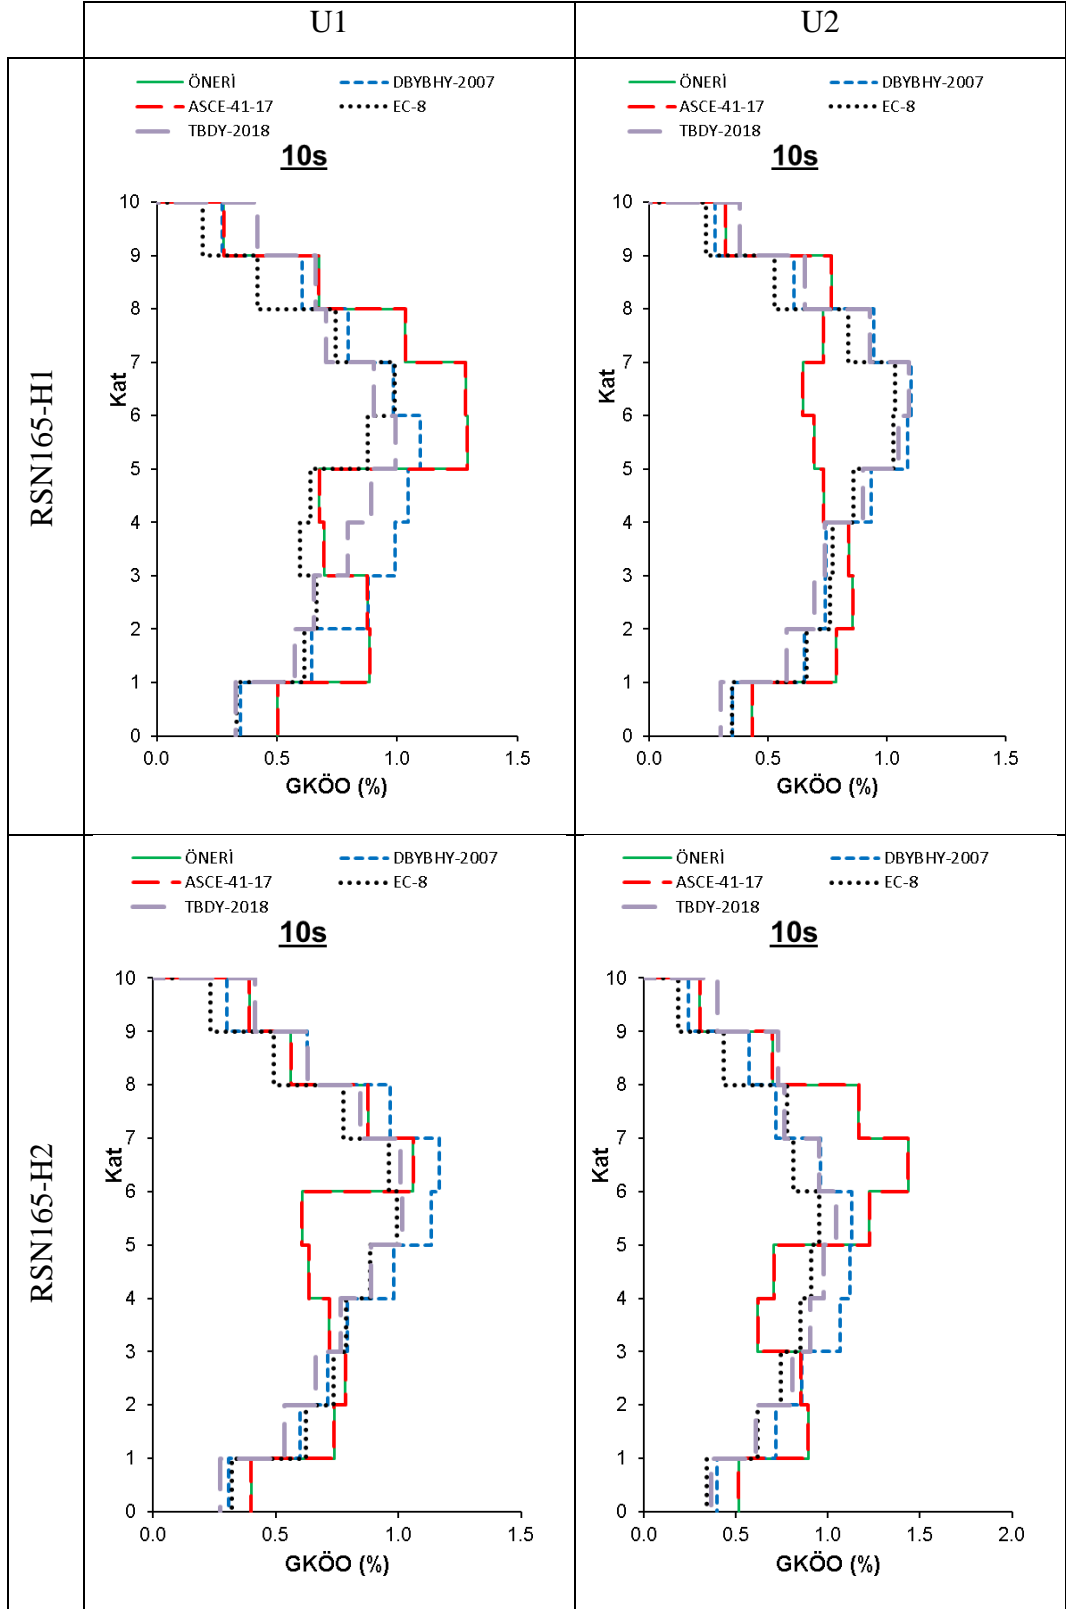 U1 U2
RSN165-H1
ÖNERİ DBYBHY-2007
ASCE-41-17 EC-8
TBDY-2018
10s
10
9
8
7
6
5
4
3
2
1
0
Kat
0.0 0.5 1.0 1.5
GKÖO (%)
ÖNERİ DBYBHY-2007
ASCE-41-17 EC-8
TBDY-2018
10s
10
9
8
7
6
5
4
3
2
1
0
Kat
0.0 0.5 1.0 1.5
GKÖO (%)
RSN165-H2
ÖNERİ DBYBHY-2007
ASCE-41-17 EC-8
TBDY-2018
10s
10
9
8
7
6
5
4
3
2
1
0
Kat
0.0 0.5 1.0 1.5
GKÖO (%)
ÖNERİ DBYBHY-2007
ASCE-41-17 EC-8
TBDY-2018
10s
10
9
8
7
6
5
4
3
2
1
0
Kat
0.0 0.5 1.0 1.5 2.0
GKÖO (%)